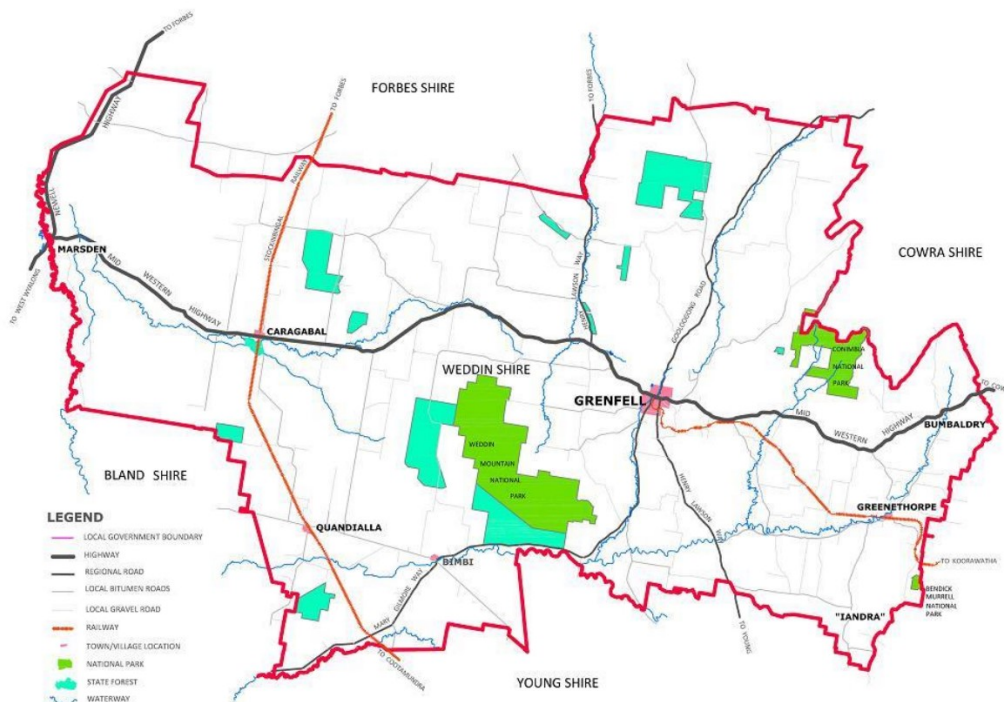 TO FORBES
FORBES SHIRE
TO FORBES
TO FORBES
HIGHWAY
NEWELL
RAILWAY
STOCKINBINGAL
MARSDEN
TO WEST WYALONG
MID
WESTERN
HIGHWAY
CARAGABAL
HENRY
LAWSON WAY
GOOLOOGONG ROAD
COWRA SHIRE
CONIMBLA
NATIONAL
PARK
WEDDIN SHIRE
GRENFELL
MID
WESTERN
HIGHWAY
BUMBALDRY
WEDDIN
MOUNTAIN
NATIONAL
PARK
BLAND SHIRE
HENRY
LAWSON
QUANDIALLA
BIMBI
GREENETHORPE
TO KOORAWATHA
BENDICK
MURRELL
NATIONAL
PARK
"IANDRA"
MARY
GILMORE WAY
TO COOTAMUNDRA
TO YOUNG
YOUNG SHIRE
LEGEND
LOCAL GOVERNMENT BOUNDARY
HIGHWAY
REGIONAL ROAD
LOCAL BITUMEN ROADS
LOCAL GRAVEL ROAD
RAILWAY
TOWN/VILLAGE LOCATION
NATIONAL PARK
STATE FOREST
WATERWAY